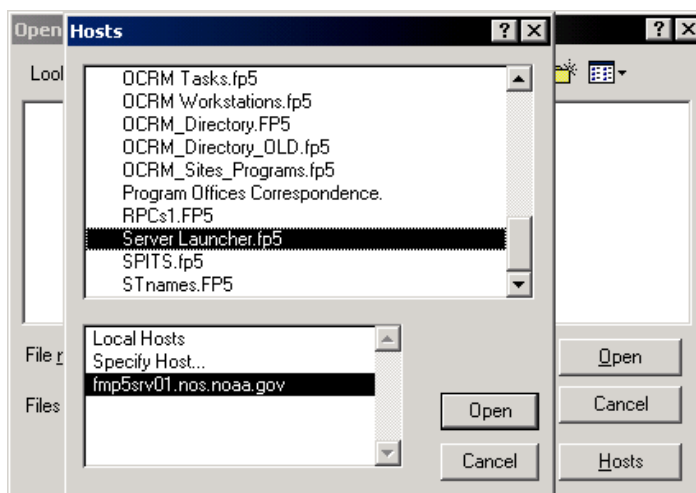 Open
Hosts
Look
OCRM Tasks.fp5
OCRM Workstations.fp5
OCRM_Directory.FP5
OCRM_Directory_OLD.fp5
OCRM_Sites_Programs.fp5
Program Offices Correspondence.
RPCs1.FP5
Server Launcher.fp5
SPITS.fp5
STnames.FP5
Local Hosts
Specify Host...
fmp5srv01.nos.noaa.gov
File
Files
Open
Cancel
Open
Cancel
Hosts